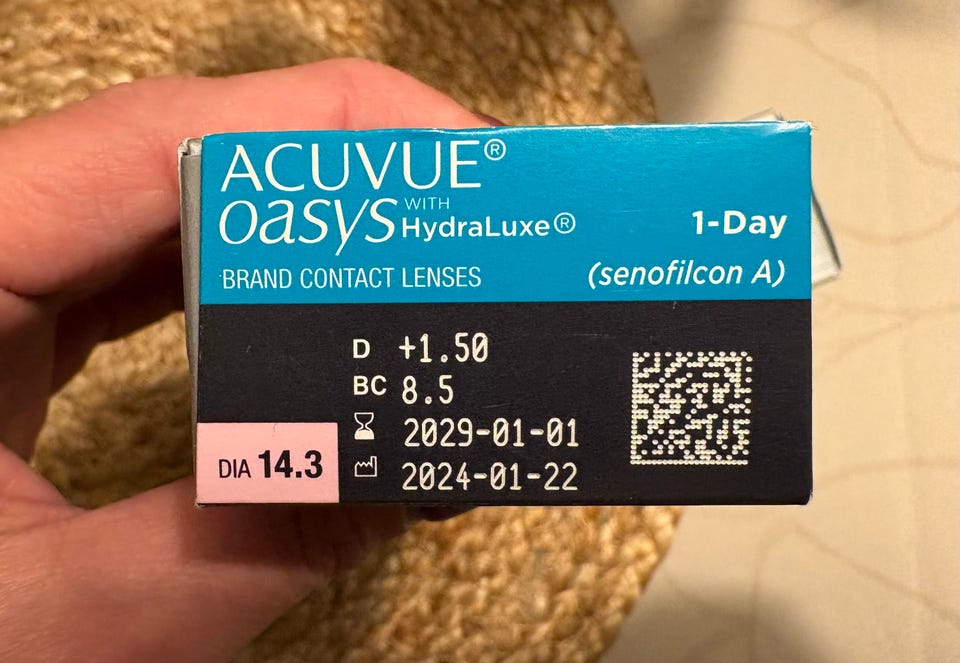 ACUVUE®
oasys WITH HydraLuxe® 1-Day
BRAND CONTACT LENSES (senofilcon A)
D +1.50
BC 8.5
2029-01-01
DIA 14.3
2024-01-22